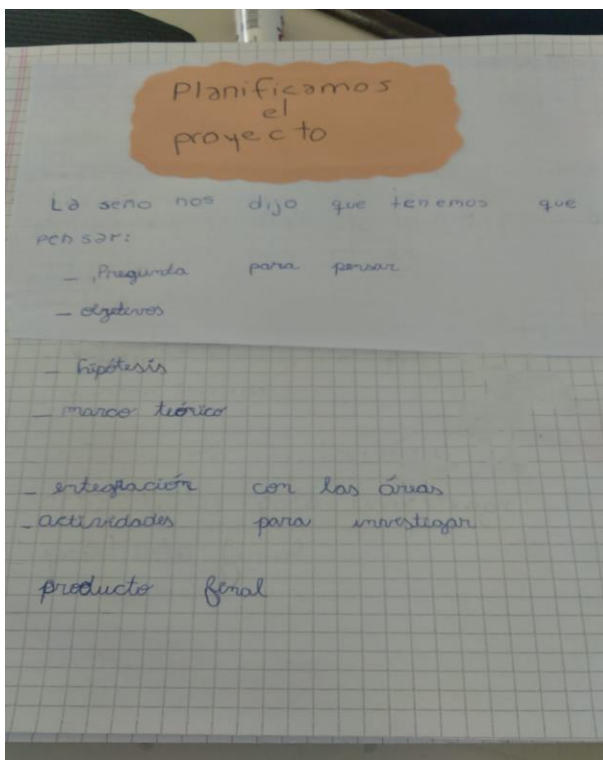 Planificamos
el
proyecto
La seño nos dijo que tenemos que
pensar:
- Pregunda para pensar
- objetivos
- hipótesis
- marco teórico
- integración con las áreas
- actividades para investigar
producto final